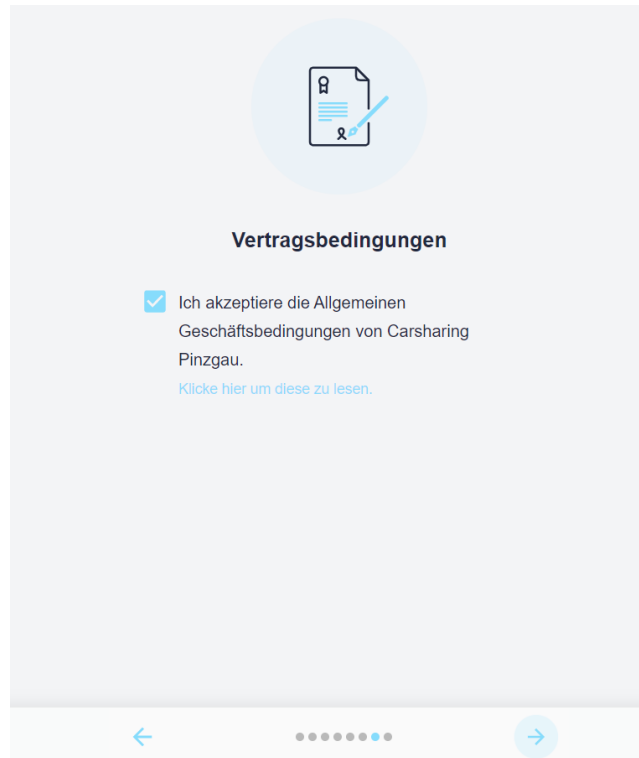 Vertragsbedingungen
Ich akzeptiere die Allgemeinen
Geschäftsbedingungen von Carsharing
Pinzgau.
Klicke hier um diese zu lesen.